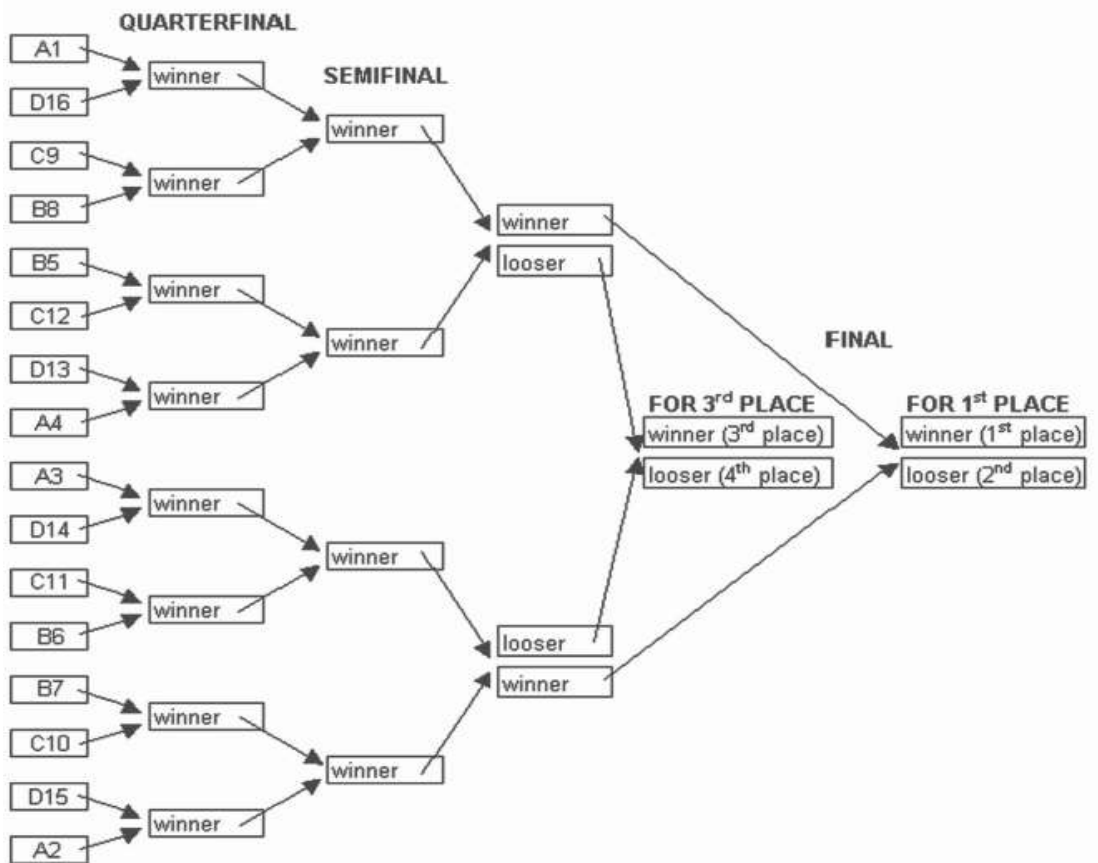 QUARTERFINAL
A1
winner
D16
SEMIFINAL
winner
C9
winner
B8
winner
looser
B5
winner
C12
winner
FINAL
D13
winner
A4
FOR 3rd PLACE
winner (3rd place)
looser (4th place)
FOR 1st PLACE
winner (1st place)
looser (2nd place)
A3
winner
D14
winner
C11
winner
B6
looser
winner
B7
winner
C10
winner
D15
winner
A2